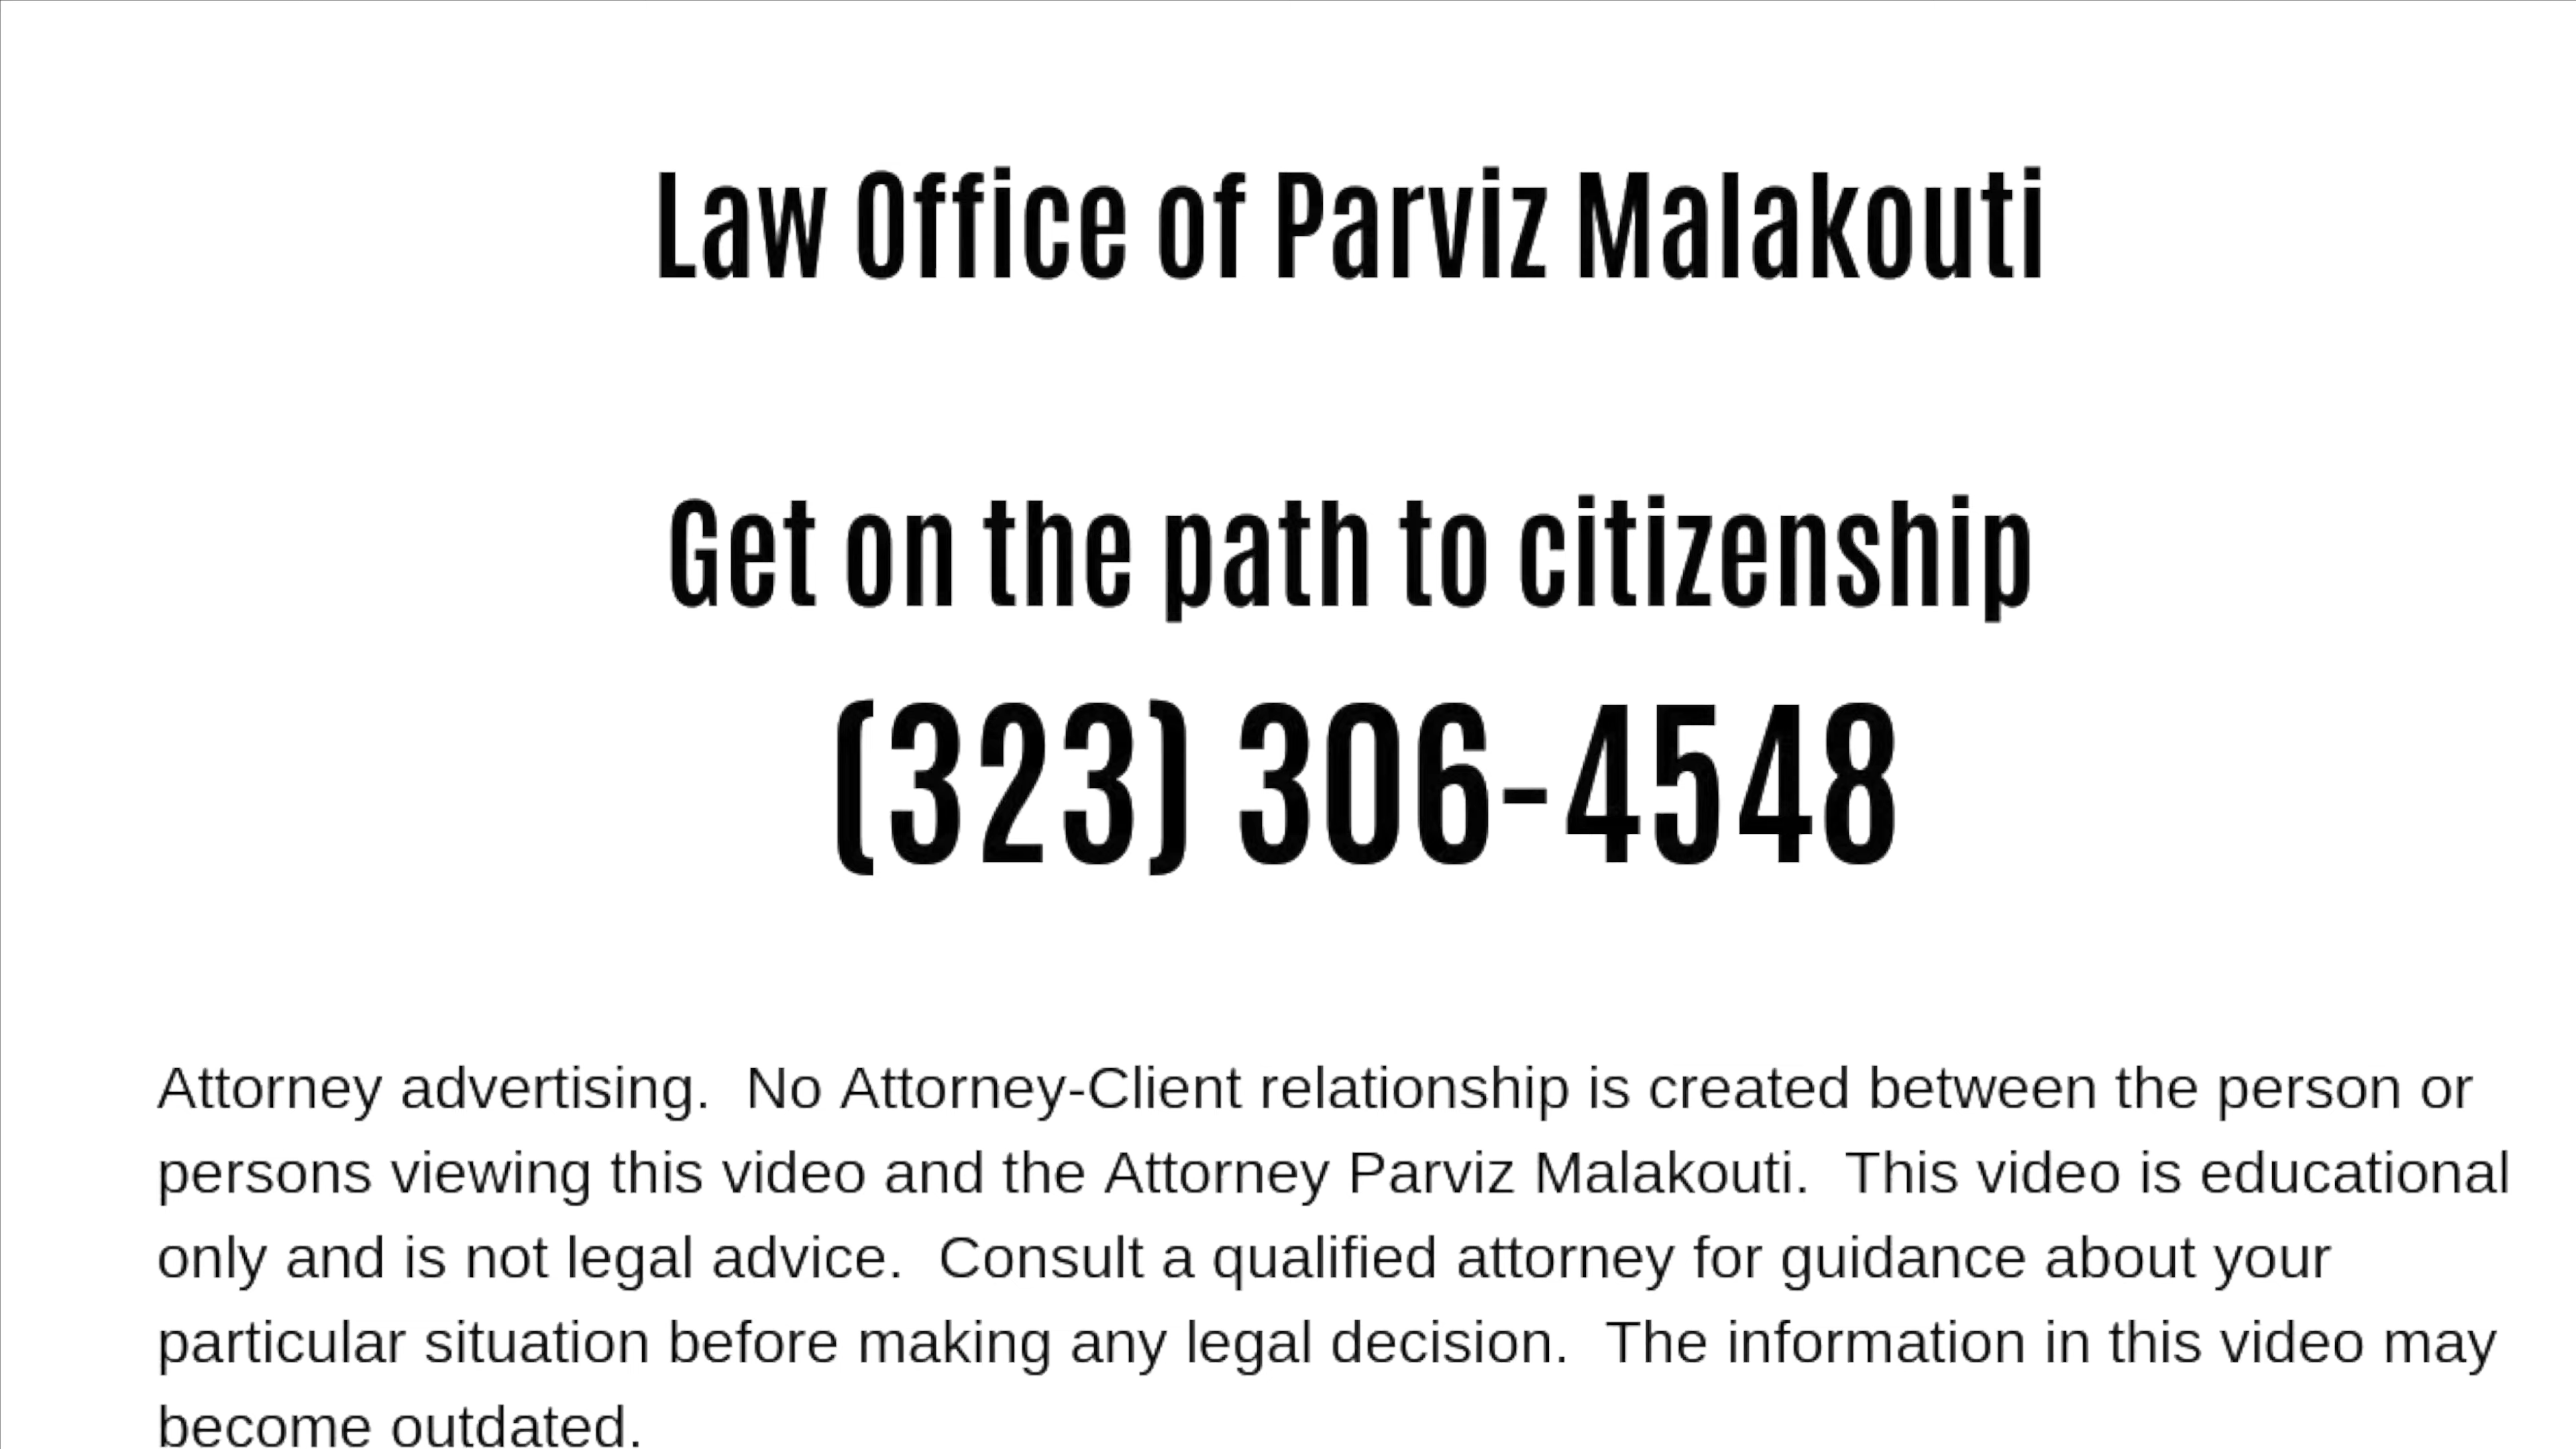 Law Office of Parviz Malakouti
Get on the path to citizenship
(323) 306-4548
Attorney advertising.  No Attorney-Client relationship is created between the person or
persons viewing this video and the Attorney Parviz Malakouti.  This video is educational
only and is not legal advice.  Consult a qualified attorney for guidance about your
particular situation before making any legal decision.  The information in this video may
become outdated.